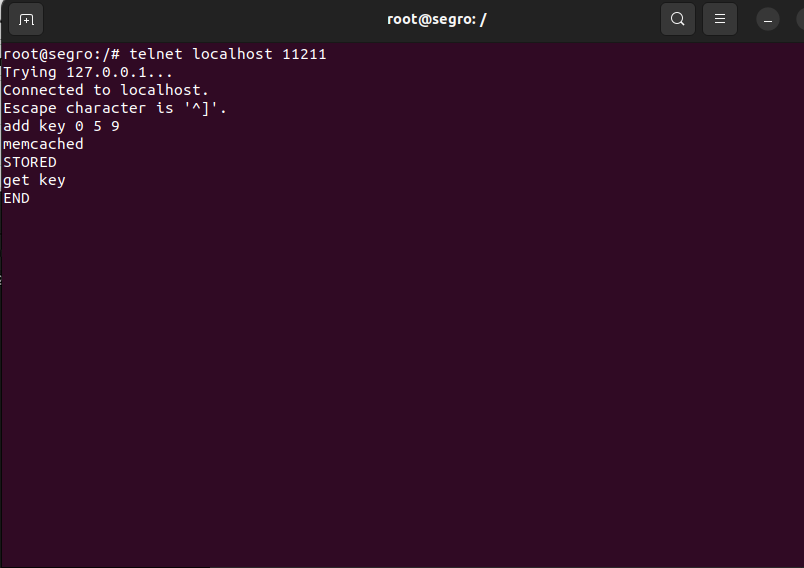 root@segro: /
root@segro:/# telnet localhost 11211
Trying 127.0.0.1...
Connected to localhost.
Escape character is '^]'.
add key 0 5 9
memcached
STORED
get key
END